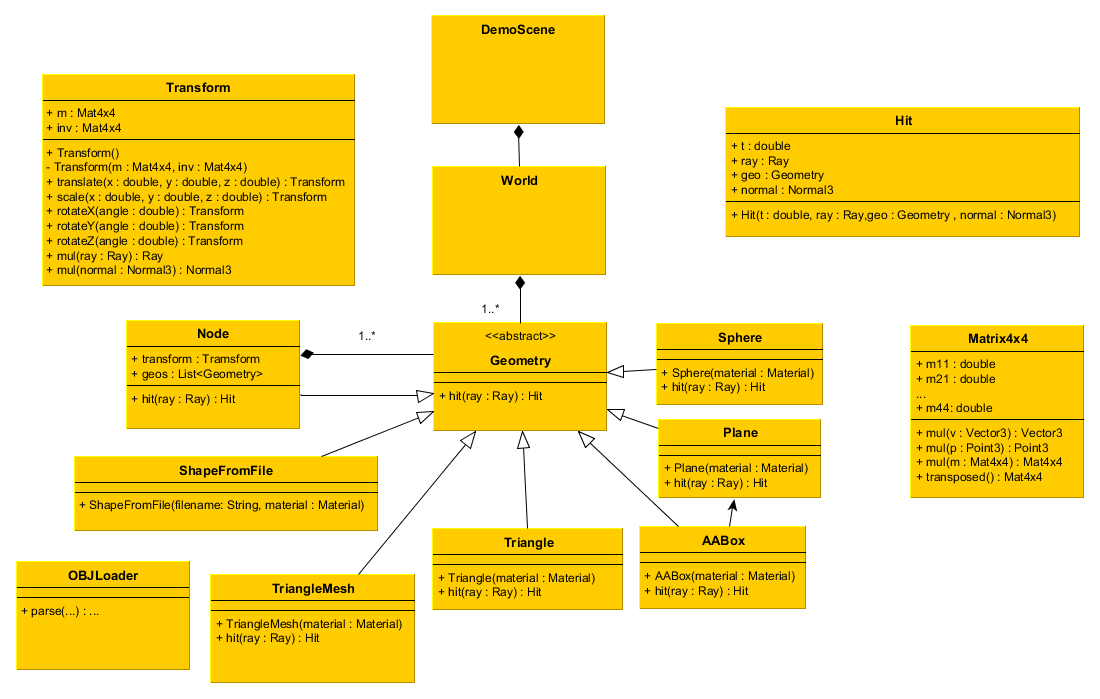 DemoScene
Transform
+ m : Mat4x4
+ inv : Mat4x4
+ Transform()
- Transform(m : Mat4x4, inv : Mat4x4)
+ translate(x : double, y : double, z : double) : Transform
+ scale(x : double, y : double, z : double) : Transform
+ rotateX(angle : double) : Transform
+ rotateY(angle : double) : Transform
+ rotateZ(angle : double) : Transform
+ mul(ray : Ray) : Ray
+ mul(normal : Normal3) : Normal3
Hit
+ t : double
+ ray : Ray
+ geo : Geometry
+ normal : Normal3
+ Hit(t : double, ray : Ray,geo : Geometry , normal : Normal3)
World
1..*
Node
+ transform : Tramsform
+ geos : List<Geometry>
+ hit(ray : Ray) : Hit
1..*
<<abstract>>
Geometry
+ hit(ray : Ray) : Hit
Sphere
+ Sphere(material : Material)
+ hit(ray : Ray) : Hit
Matrix4x4
+ m11 : double
+ m21 : double
...
+ m44: double
+ mul(v : Vector3) : Vector3
+ mul(p : Point3) : Point3
+ mul(m : Mat4x4) : Mat4x4
+ transposed() : Mat4x4
Plane
+ Plane(material : Material)
+ hit(ray : Ray) : Hit
ShapeFromFile
+ ShapeFromFile(filename: String, material : Material)
Triangle
+ Triangle(material : Material)
+ hit(ray : Ray) : Hit
AABox
+ AABox(material : Material)
+ hit(ray : Ray) : Hit
OBJLoader
+ parse(...) : ...
TriangleMesh
+ TriangleMesh(material : Material)
+ hit(ray : Ray) : Hit